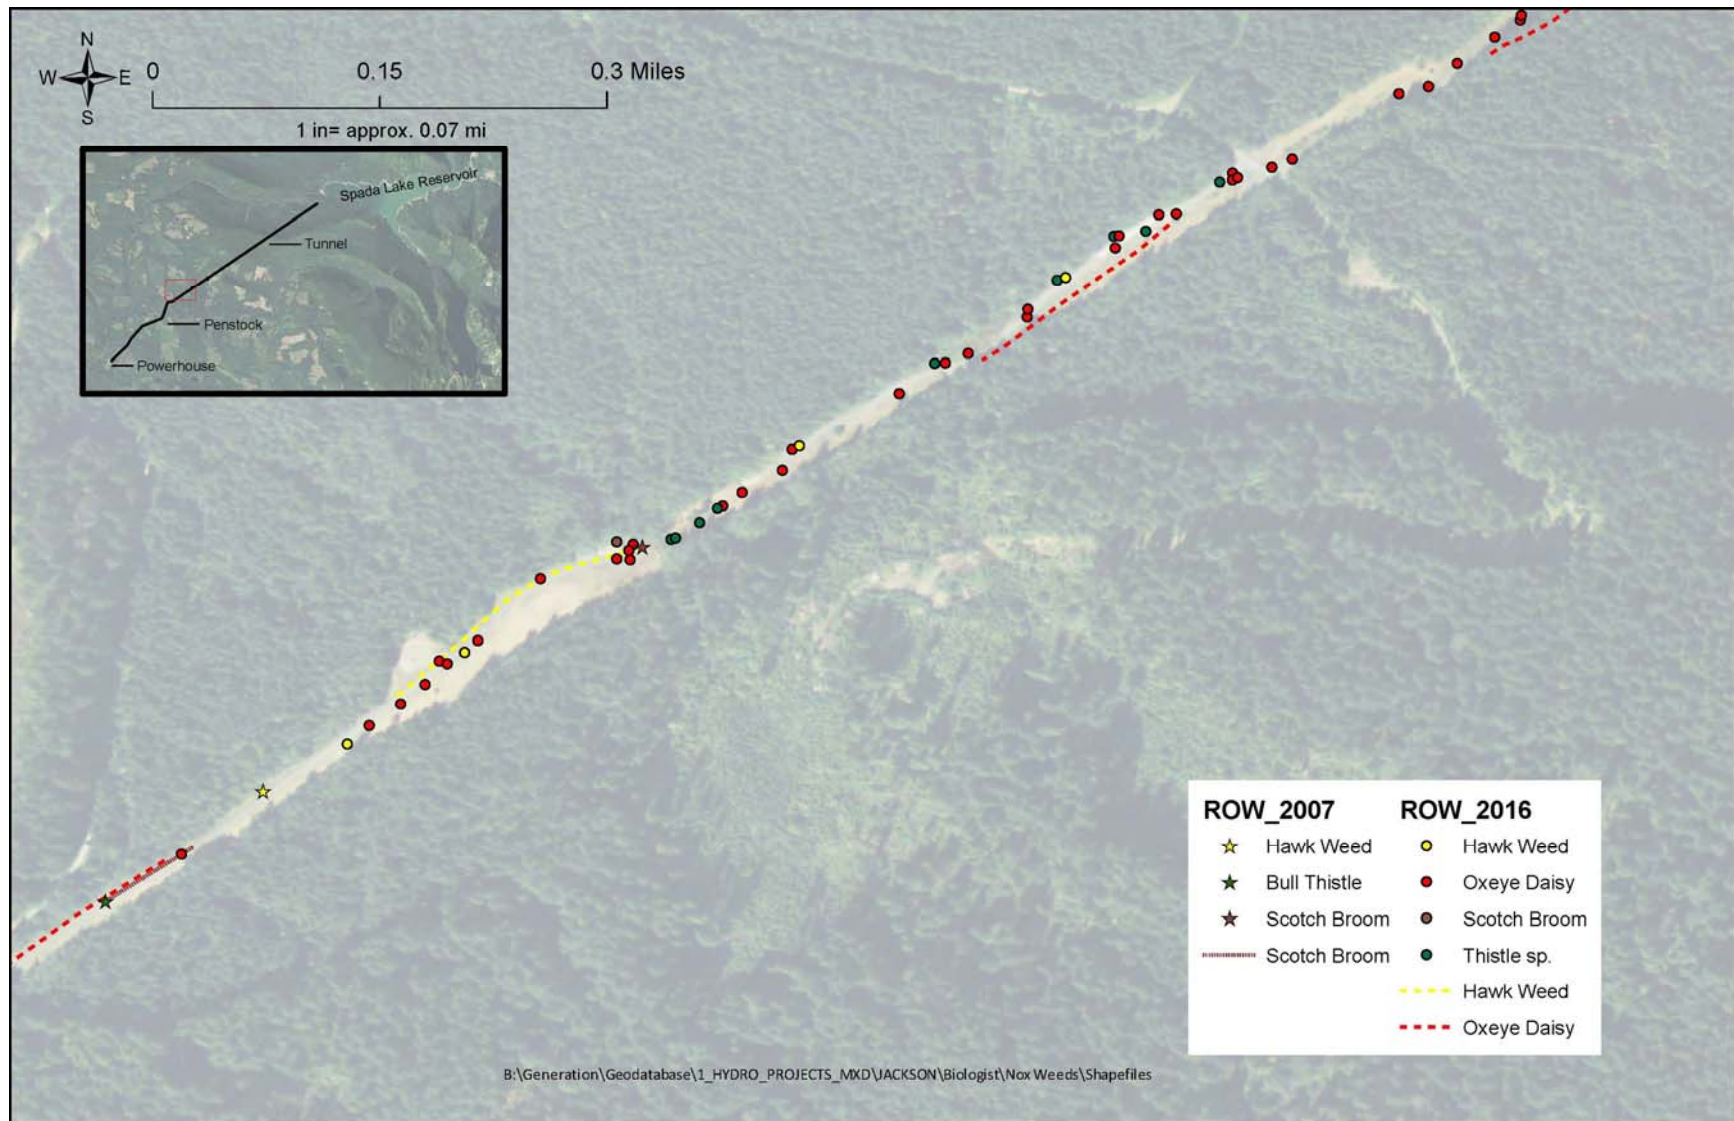 N
W E
S
0 0.15 0.3 Miles
1 in= approx. 0.07 mi
Spada Lake Reservoir
Tunnel
Penstock
Powerhouse
ROW_2007 ROW_2016
Hawk Weed Hawk Weed
Bull Thistle Oxeye Daisy
Scotch Broom Scotch Broom
Scotch Broom Thistle sp.
Hawk Weed
Oxeye Daisy
B:\Generation\Geodatabase\1_HYDRO_PROJECTS_MXD\JACKSON\Biologist\Nox Weeds\Shapefiles